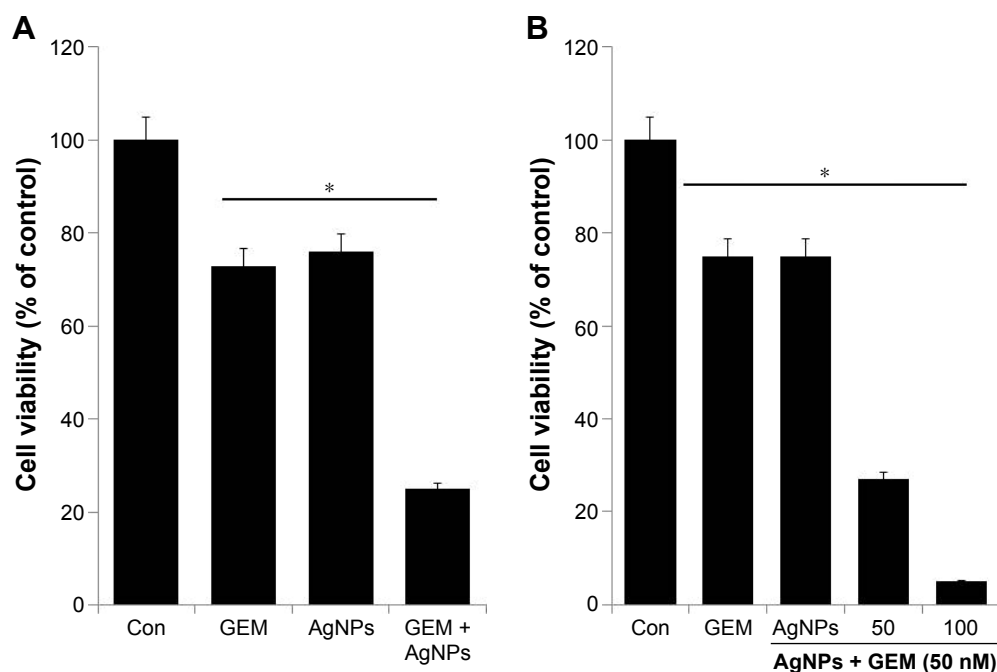 A
Cell viability (% of control)
120
100
80
60
40
20
0
*
Con
GEM
AgNPs
GEM +
AgNPs
B
Cell viability (% of control)
120
100
80
60
40
20
0
*
Con
GEM
AgNPs
50
100
AgNPs + GEM (50 nM)